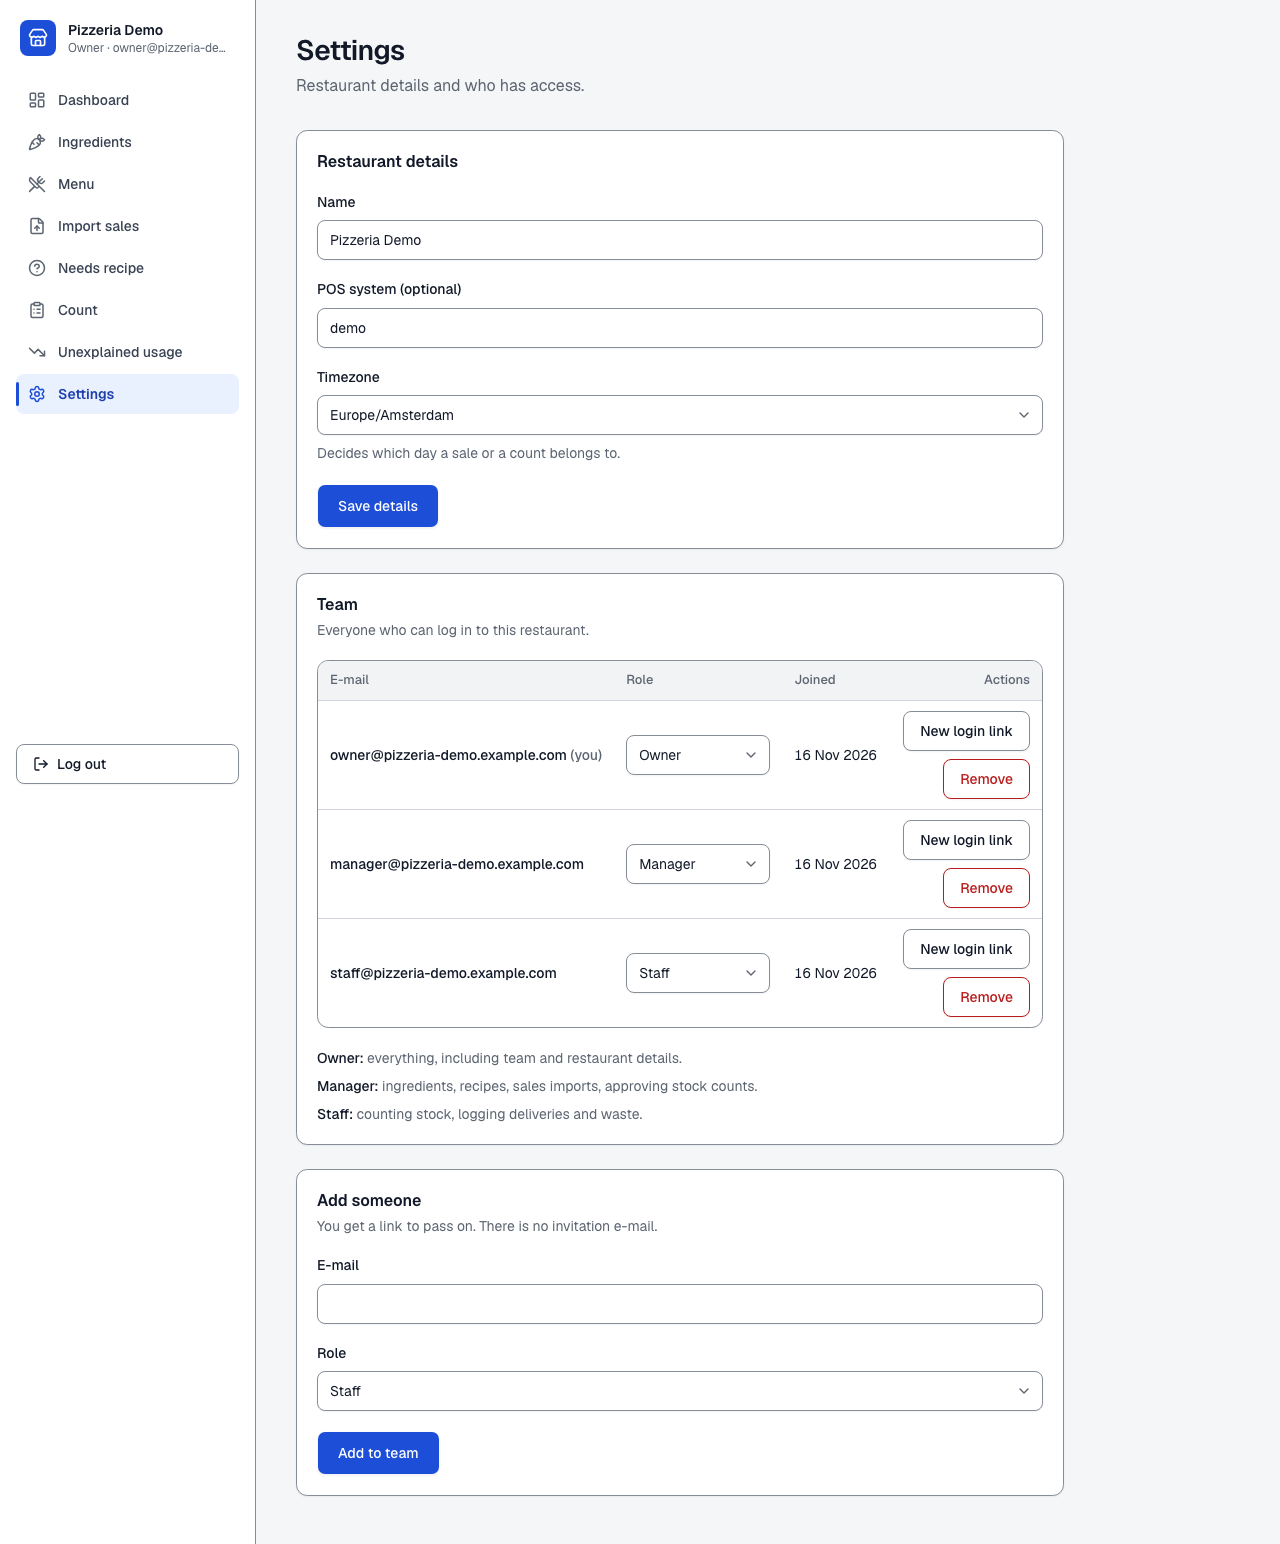 Pizzeria Demo
Owner · owner@pizzeria-de...
Dashboard
Ingredients
Menu
Import sales
Needs recipe
Count
Unexplained usage
Settings
Log out
Settings
Restaurant details and who has access.
Restaurant details
Name
Pizzeria Demo
POS system (optional)
demo
Timezone
Europe/Amsterdam
Decides which day a sale or a count belongs to.
Save details
Team
Everyone who can log in to this restaurant.
E-mail Role Joined Actions
owner@pizzeria-demo.example.com (you) Owner 16 Nov 2026 New login link
Remove
manager@pizzeria-demo.example.com Manager 16 Nov 2026 New login link
Remove
staff@pizzeria-demo.example.com Staff 16 Nov 2026 New login link
Remove
Owner: everything, including team and restaurant details.
Manager: ingredients, recipes, sales imports, approving stock counts.
Staff: counting stock, logging deliveries and waste.
Add someone
You get a link to pass on. There is no invitation e-mail.
E-mail
Role
Staff
Add to team